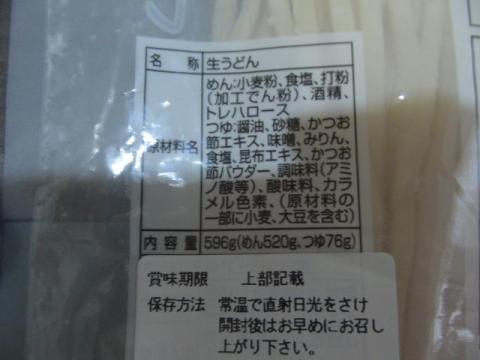 名称 生うどん
めん:小麦粉、食塩、打粉
(加工でん粉)、酒精、
トレハロース
つゆ:醤油、砂糖、かつお
原材料名 節エキス、味噌、みりん、
食塩、昆布エキス、かつお
節パウダー、調味料(アミ
ノ酸等)、酸味料、カラ
メル色素、(原材料の
一部に小麦、大豆を含む)
内容量 596g(めん520g、つゆ76g)
賞味期限 上部記載
保存方法 常温で直射日光をさけ
開封後はお早めにお召し
上がり下さい。